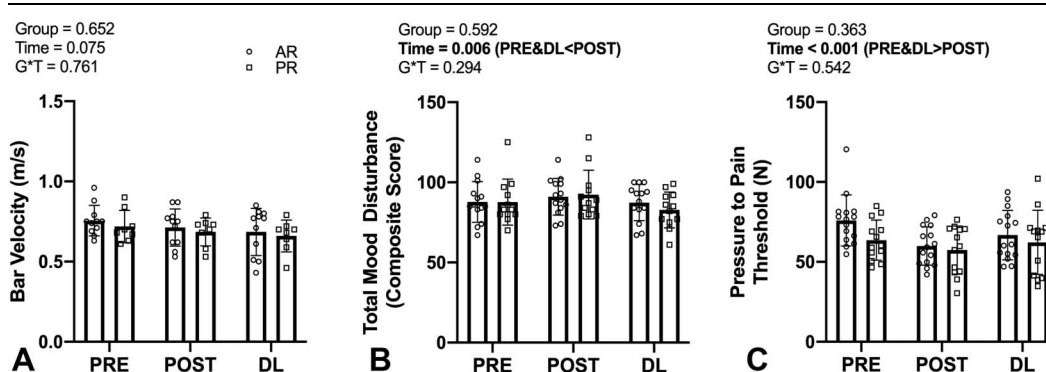 Group = 0.652
Time = 0.075
G*T = 0.761
AR
PR
Bar Velocity (m/s)
1.5
1.0
0.5
0.0
PRE POST DL
A
Group = 0.592
Time = 0.006 (PRE&DL<POST)
G*T = 0.294
Total Mood Disturbance
(Composite Score)
150
100
50
0
PRE POST DL
B
Group = 0.363
Time < 0.001 (PRE&DL>POST)
G*T = 0.542
Pressure to Pain
Threshold (N)
150
100
50
0
PRE POST DL
C